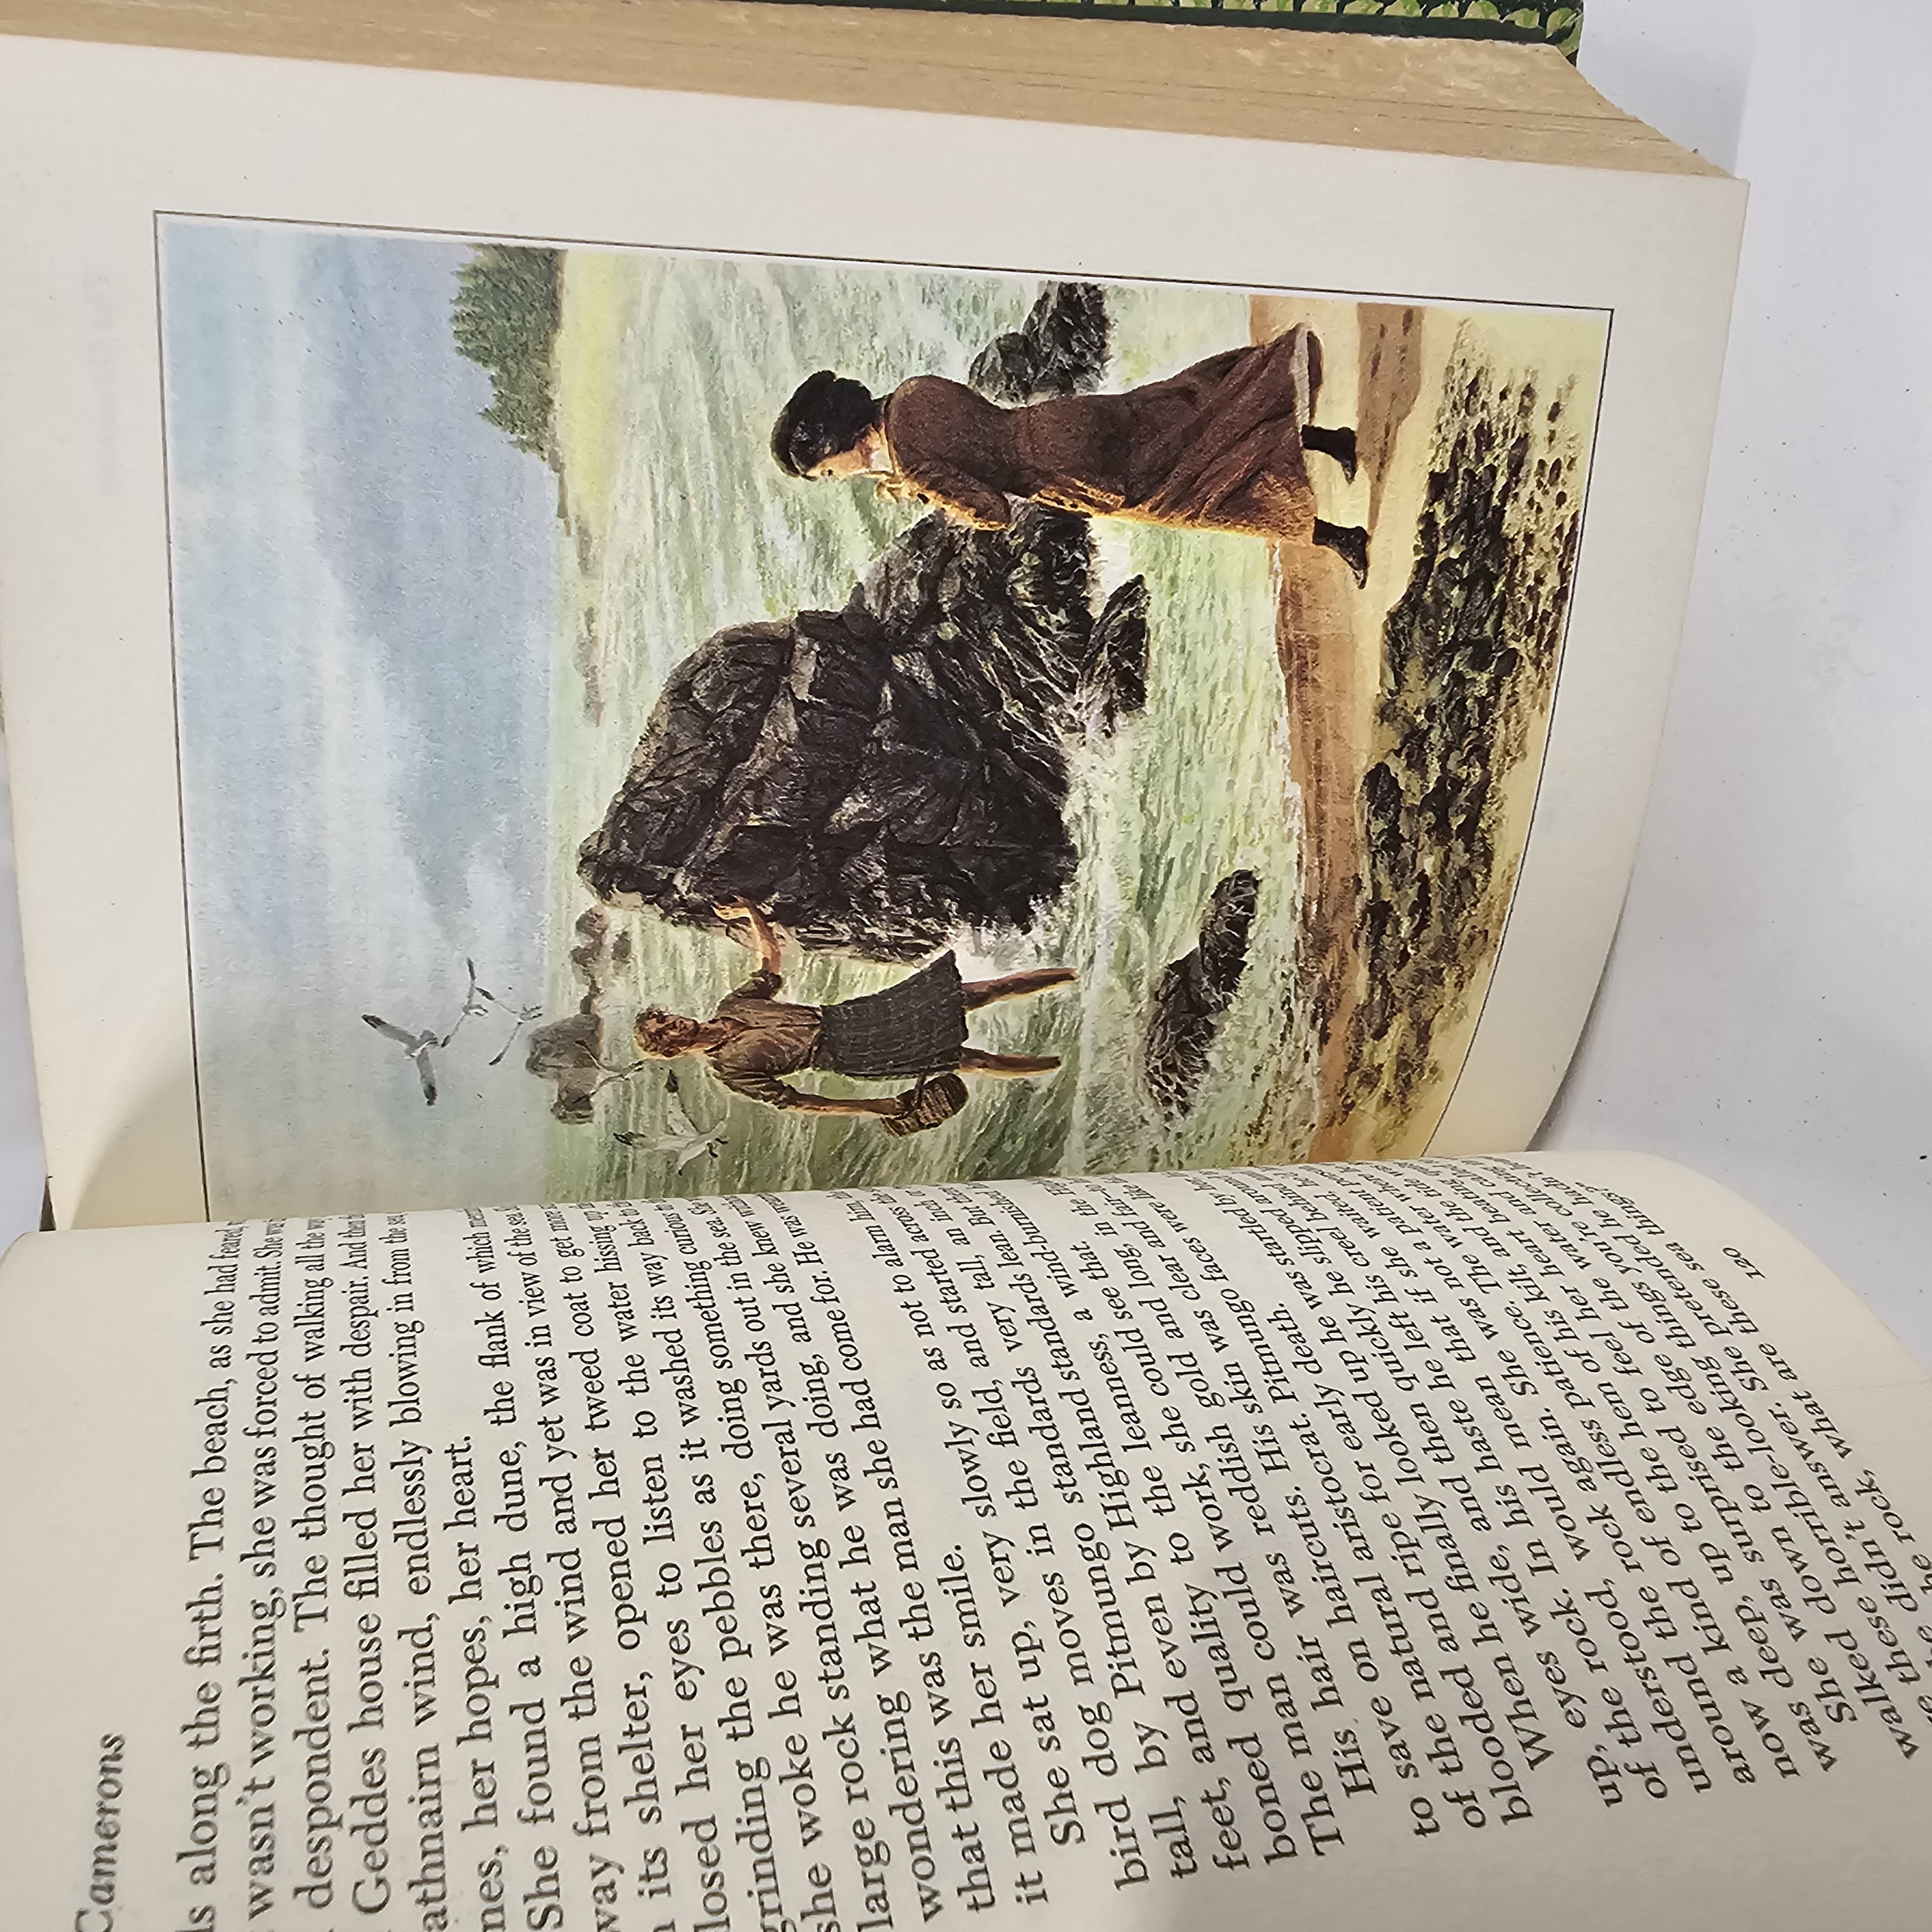 Camerons
along the firth. The beach, as she had feared,
wasn't working, she was forced to admit. She was
despondent. The thought of walking all the way
Geddes house filled her with despair. And then
athnairn wind, endlessly blowing in from the sea,
nes, her hopes, her heart.
She found a high dune, the flank of which
way from the wind and yet was in view of the sea.
its shelter, opened her tweed coat to get more
losed her eyes to listen to the water hissing up
grinding the pebbles as it washed its way back to
she woke he was there, doing something curious to
large rock standing several yards out in the sea. She
wondering what he was doing, and she knew
that this was the man she had come for. He was
it made her smile.
She sat up, very slowly so as not to alarm him, the
bird dog moves in the field, and started across the
tall, by Pitmungo standards very tall, an inch or
feet, and even by Highland standards lean. But there
boned quality to the leanness, a wind-burnished
The man could work, she could see that.
His hair was reddish gold and long, in the
to save on haircuts. His skin was clear and fair—
of the natural aristocrat. Pitmungo faces were like
blooded and ripe for early death.
When he finally looked up he was startled by her,
up, eyes wide, and then quickly he slipped around
of the rock. In his haste he left his creel behind and
understood, would mean that if she waited, he'd
around the rock again. She was not a patient person
now a kind of endless patience. The water where
was deep, up to the hem of his kilt, and the tide was
She was surprised to feel her heart beating
walked down to the edge of the water and called
these horrible-looking things you're collecting
he didn't answer. She pretended he hadn't
he rock, what are these sea things?"
120